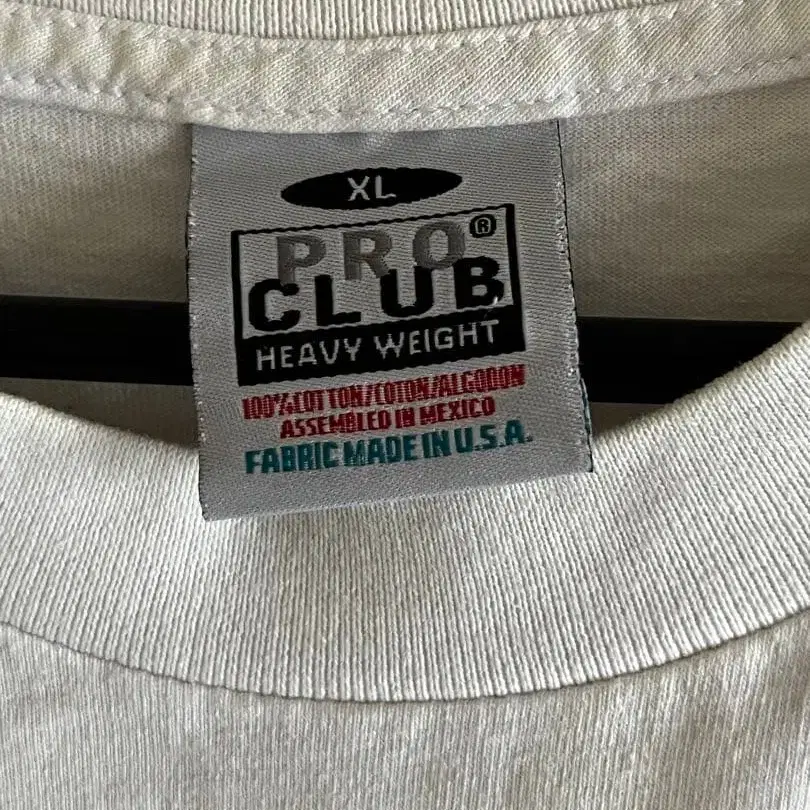 XL
PRO®
CLUB
HEAVY WEIGHT
100%COTTON/COTON/ALGODON
ASSEMBLED IN MEXICO
FABRIC MADE IN U.S.A.